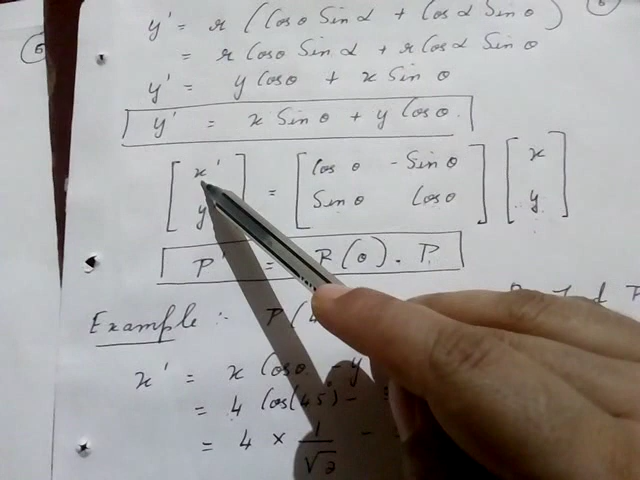 y' = r (Cosθ Sinα + Cosα Sinθ)
= r Cosθ Sinα + r Cosα Sinθ
y' = y Cosθ + x Sinθ
y' = x Sinθ + y Cosθ.
[x' y'] = [Cosθ -Sinθ Sinθ Cosθ] [x y]
P' = R(θ) . P
Example :- P(4
x' = x Cosθ - y
= 4 Cos(45) -
= 4 × 1/√2 -